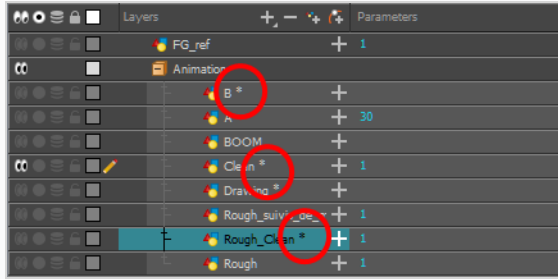 Layers Parameters
FG_ref 1
Animation
B *
A 30
BOOM
Clean * 1
Drawing *
Rough_suivi_de_ 1
Rough_Clean * 1
Rough 1